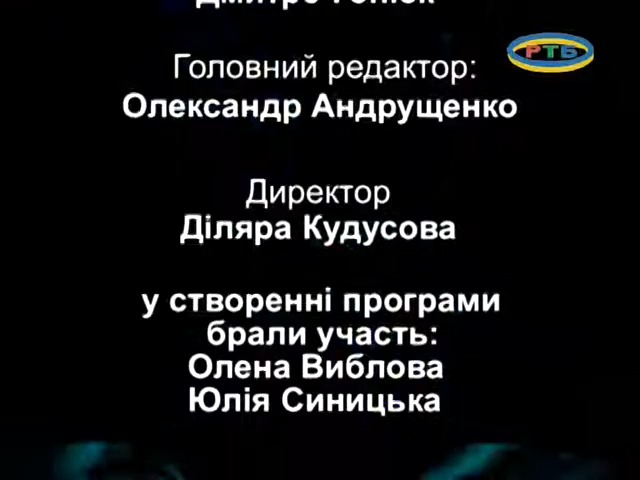 РТБ
Головний редактор:
Олександр Андрущенко
Директор
Діляра Кудусова
у створенні програми
брали участь:
Олена Виблова
Юлія Синицька